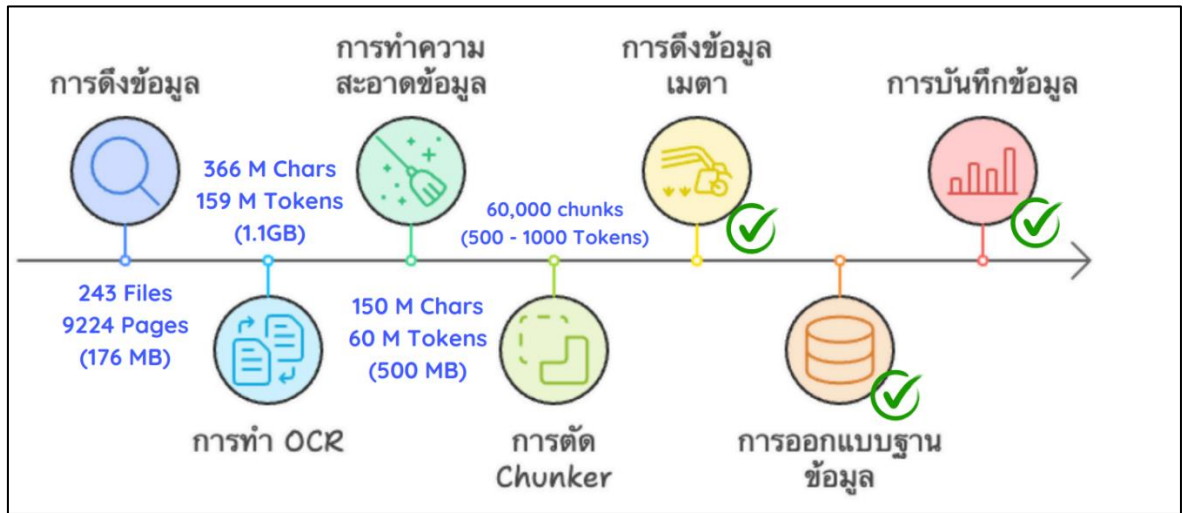 การดึงข้อมูล
243 Files
9224 Pages
(176 MB)
366 M Chars
159 M Tokens
(1.1GB)
การทำ OCR
การทำความ
สะอาดข้อมูล
150 M Chars
60 M Tokens
(500 MB)
60,000 chunks
(500 - 1000 Tokens)
การตัด
Chunker
การดึงข้อมูล
เมตา
การออกแบบฐาน
ข้อมูล
การบันทึกข้อมูล